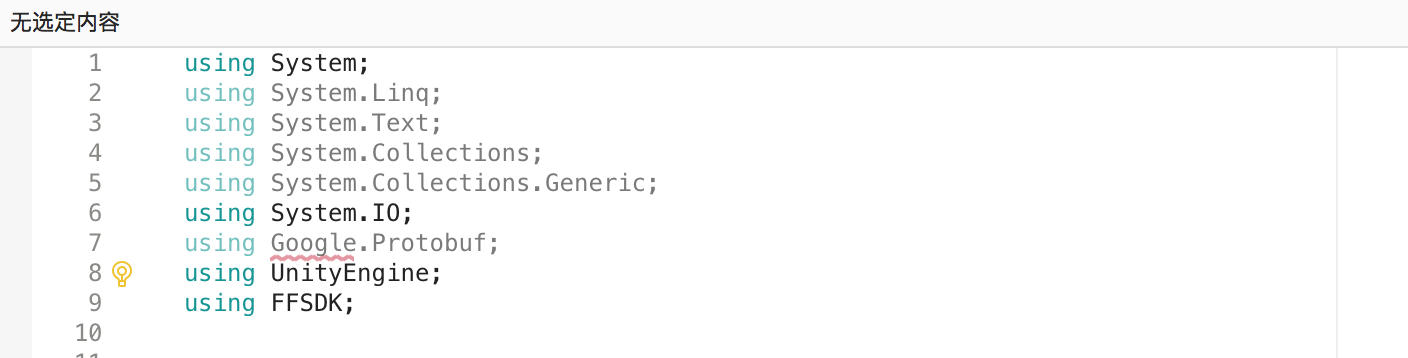 无选定内容
1 using System;
2 using System.Linq;
3 using System.Text;
4 using System.Collections;
5 using System.Collections.Generic;
6 using System.IO;
7 using Google.Protobuf;
8 using UnityEngine;
9 using FFSDK;
10
11